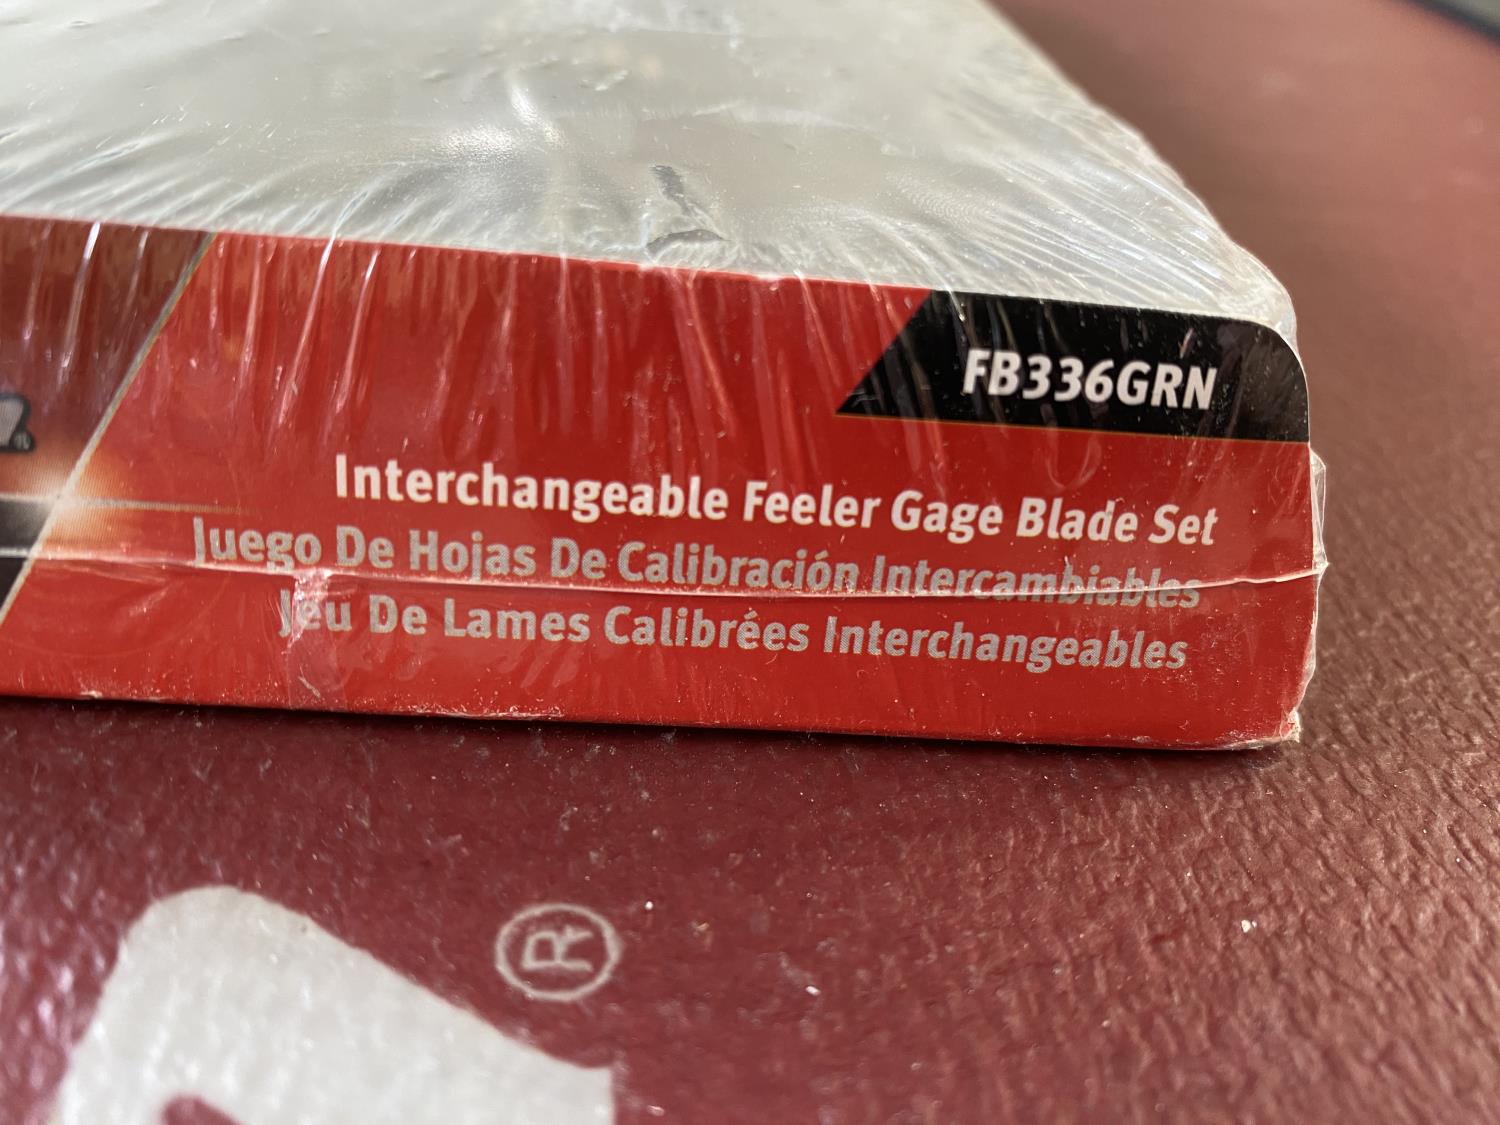 FB336GRN
Interchangeable Feeler Gage Blade Set
Juego De Hojas De Calibración Intercambiables
Jeu De Lames Calibrées Interchangeables
®